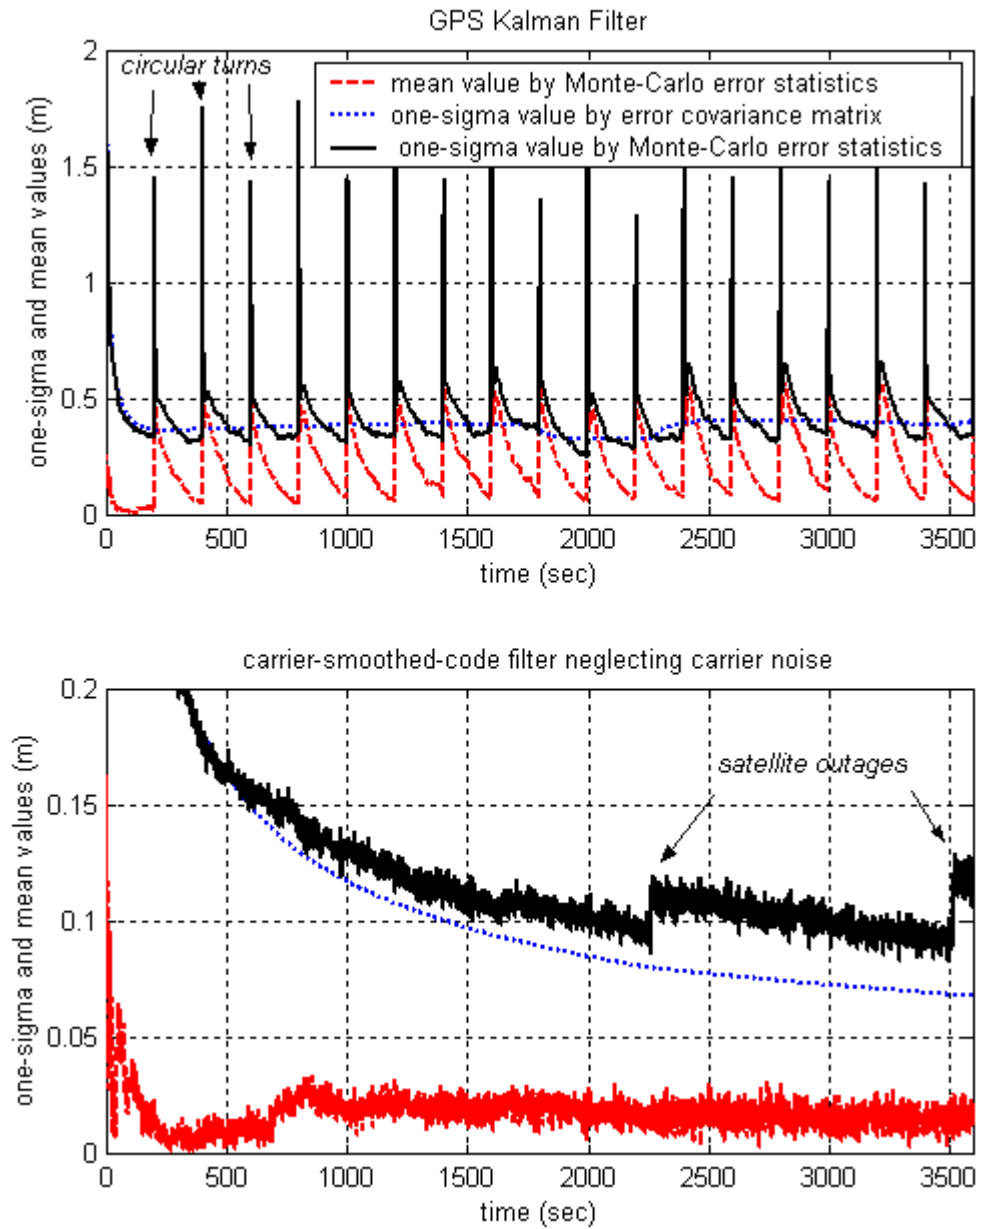 GPS Kalman Filter
2
1.5
1
0.5
0
one-sigma and mean values (m)
circular turns
mean value by Monte-Carlo error statistics
one-sigma value by error covariance matrix
one-sigma value by Monte-Carlo error statistics
0 500 1000 1500 2000 2500 3000 3500
time (sec)
carrier-smoothed-code filter neglecting carrier noise
0.2
0.15
0.1
0.05
0
one-sigma and mean values (m)
satellite outages
0 500 1000 1500 2000 2500 3000 3500
time (sec)